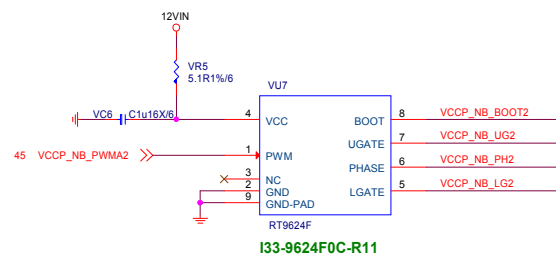 12VIN
VR5
5.1R1%/6
VU7
VC6 C1u16X/6
4 VCC BOOT 8 VCCP_NB_BOOT2
UGATE 7 VCCP_NB_UG2
45 VCCP_NB_PWMA2 1 PWM
PHASE 6 VCCP_NB_PH2
3 NC
2 GND LGATE 5 VCCP_NB_LG2
9 GND-PAD
RT9624F
I33-9624F0C-R11